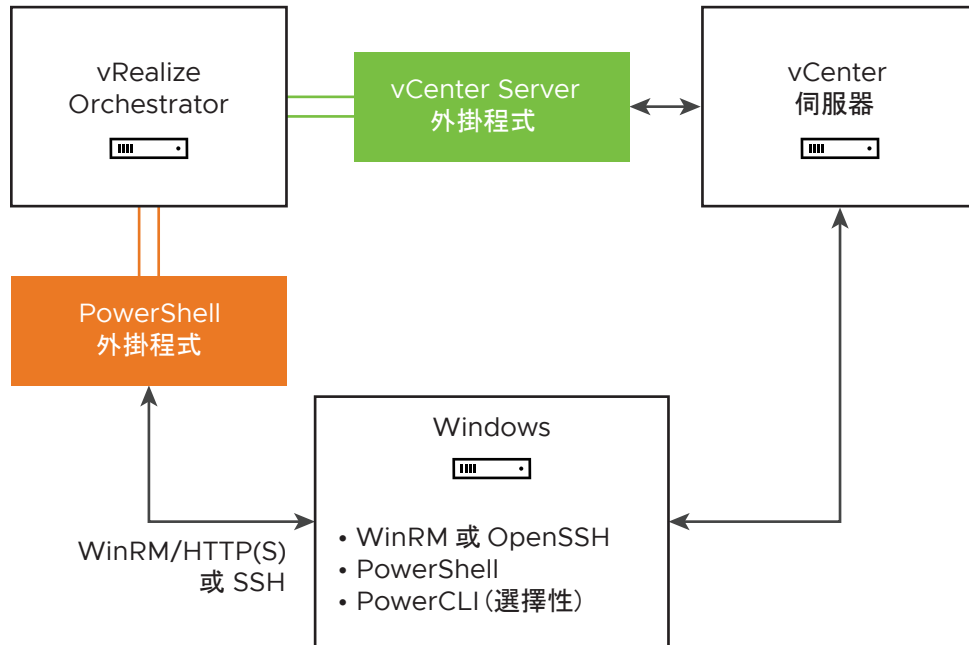 vRealize
Orchestrator
vCenter Server
外掛程式
vCenter
伺服器
PowerShell
外掛程式
Windows
WinRM/HTTP(S)
或 SSH
• WinRM 或 OpenSSH
• PowerShell
• PowerCLI（選擇性）